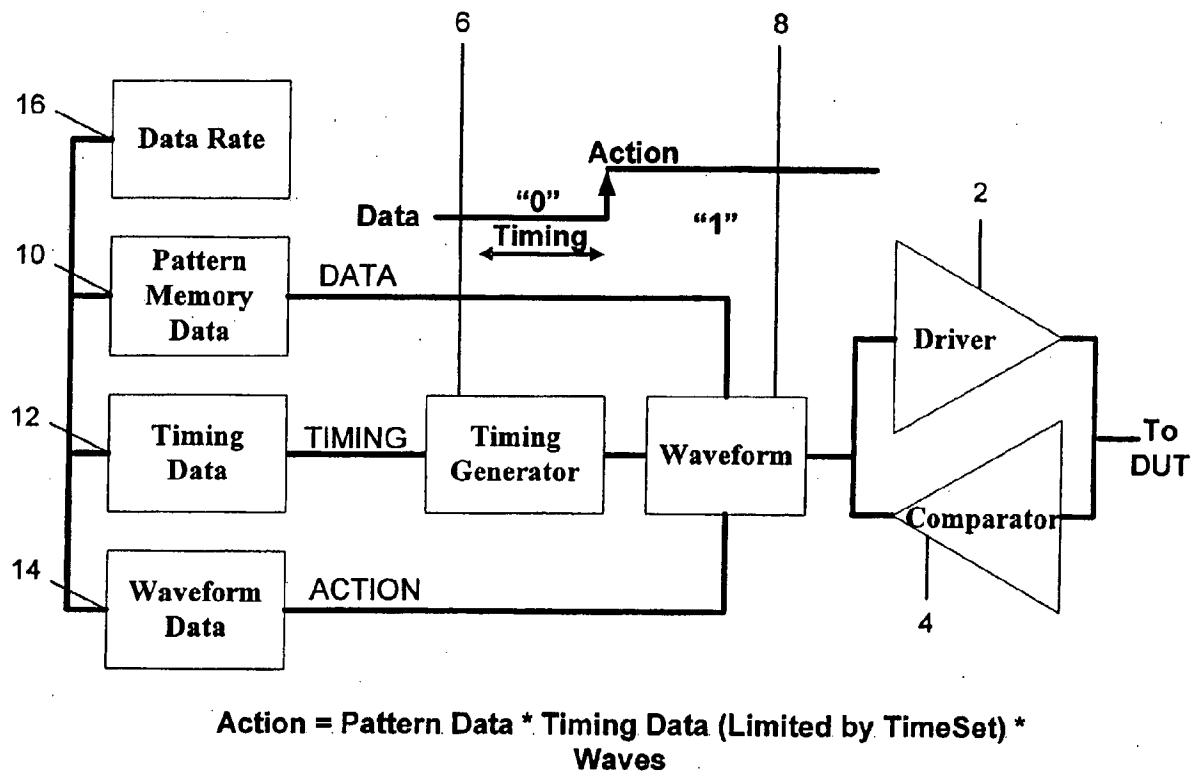 6
8
16
Data Rate
Action
"0"
Data
"1"
Timing
2
10
Pattern
Memory
Data
DATA
Driver
12
Timing
Data
TIMING
Timing
Generator
Waveform
To
DUT
Comparator
14
Waveform
Data
ACTION
4
Action = Pattern Data * Timing Data (Limited by TimeSet) *
Waves